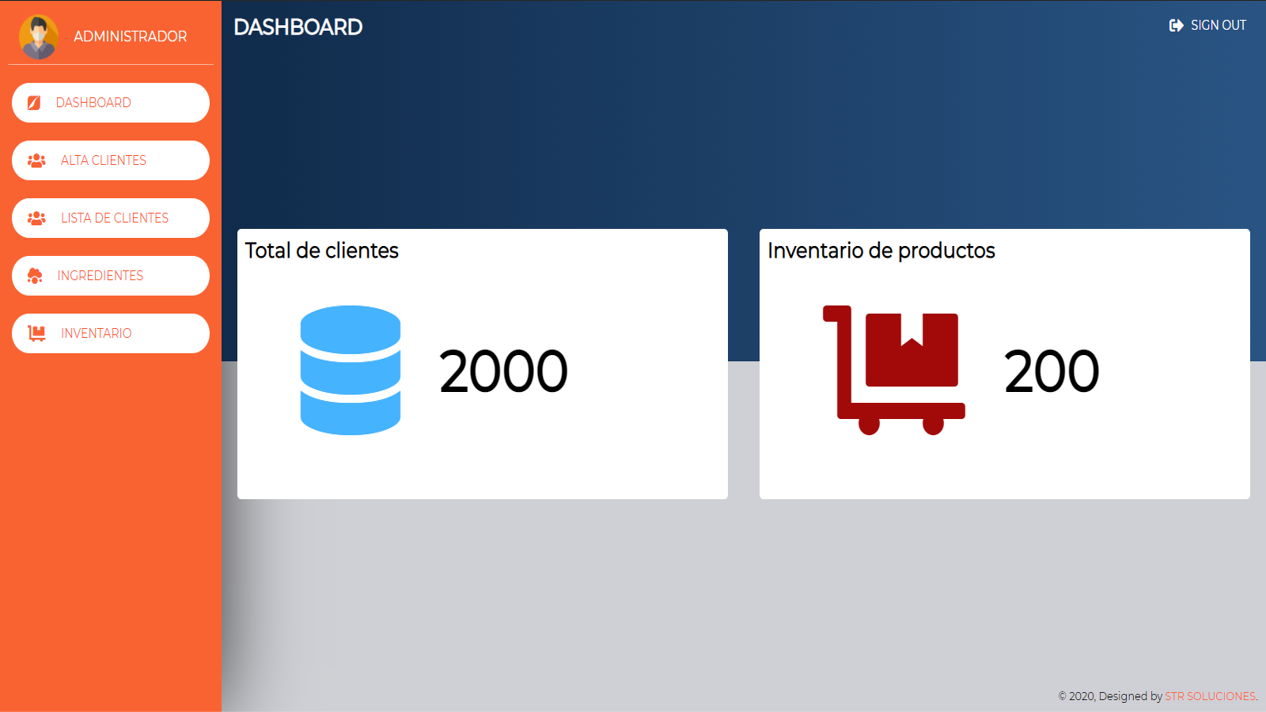 ADMINISTRADOR
DASHBOARD
ALTA CLIENTES
LISTA DE CLIENTES
INGREDIENTES
INVENTARIO
DASHBOARD
SIGN OUT
Total de clientes
2000
Inventario de productos
200
© 2020, Designed by STR SOLUCIONES.